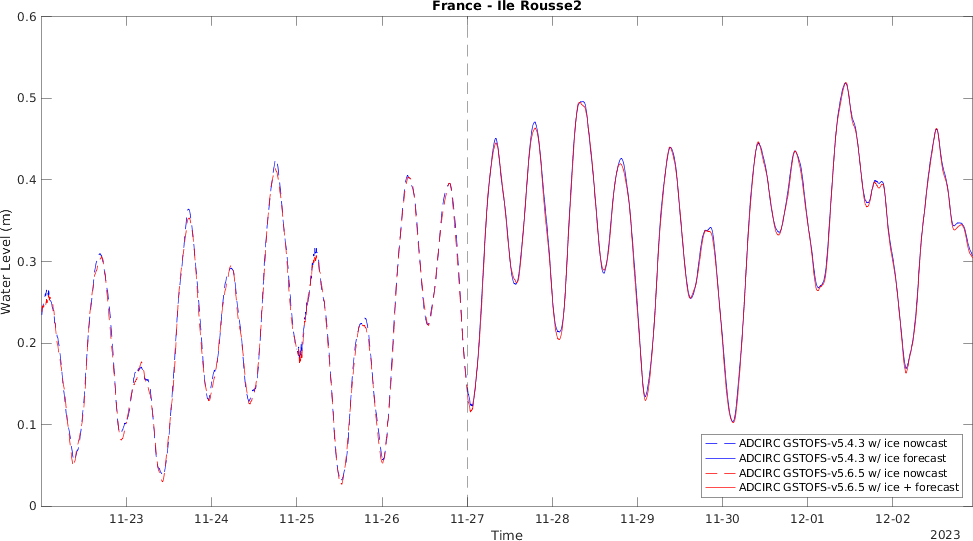 France - Ile Rousse2
Water Level (m)
0.6
0.5
0.4
0.3
0.2
0.1
0
ADCIRC GSTOFS-v5.4.3 w/ ice nowcast
ADCIRC GSTOFS-v5.4.3 w/ ice forecast
ADCIRC GSTOFS-v5.6.5 w/ ice nowcast
ADCIRC GSTOFS-v5.6.5 w/ ice + forecast
11-23 11-24 11-25 11-26 11-27 11-28 11-29 11-30 12-01 12-02
Time 2023